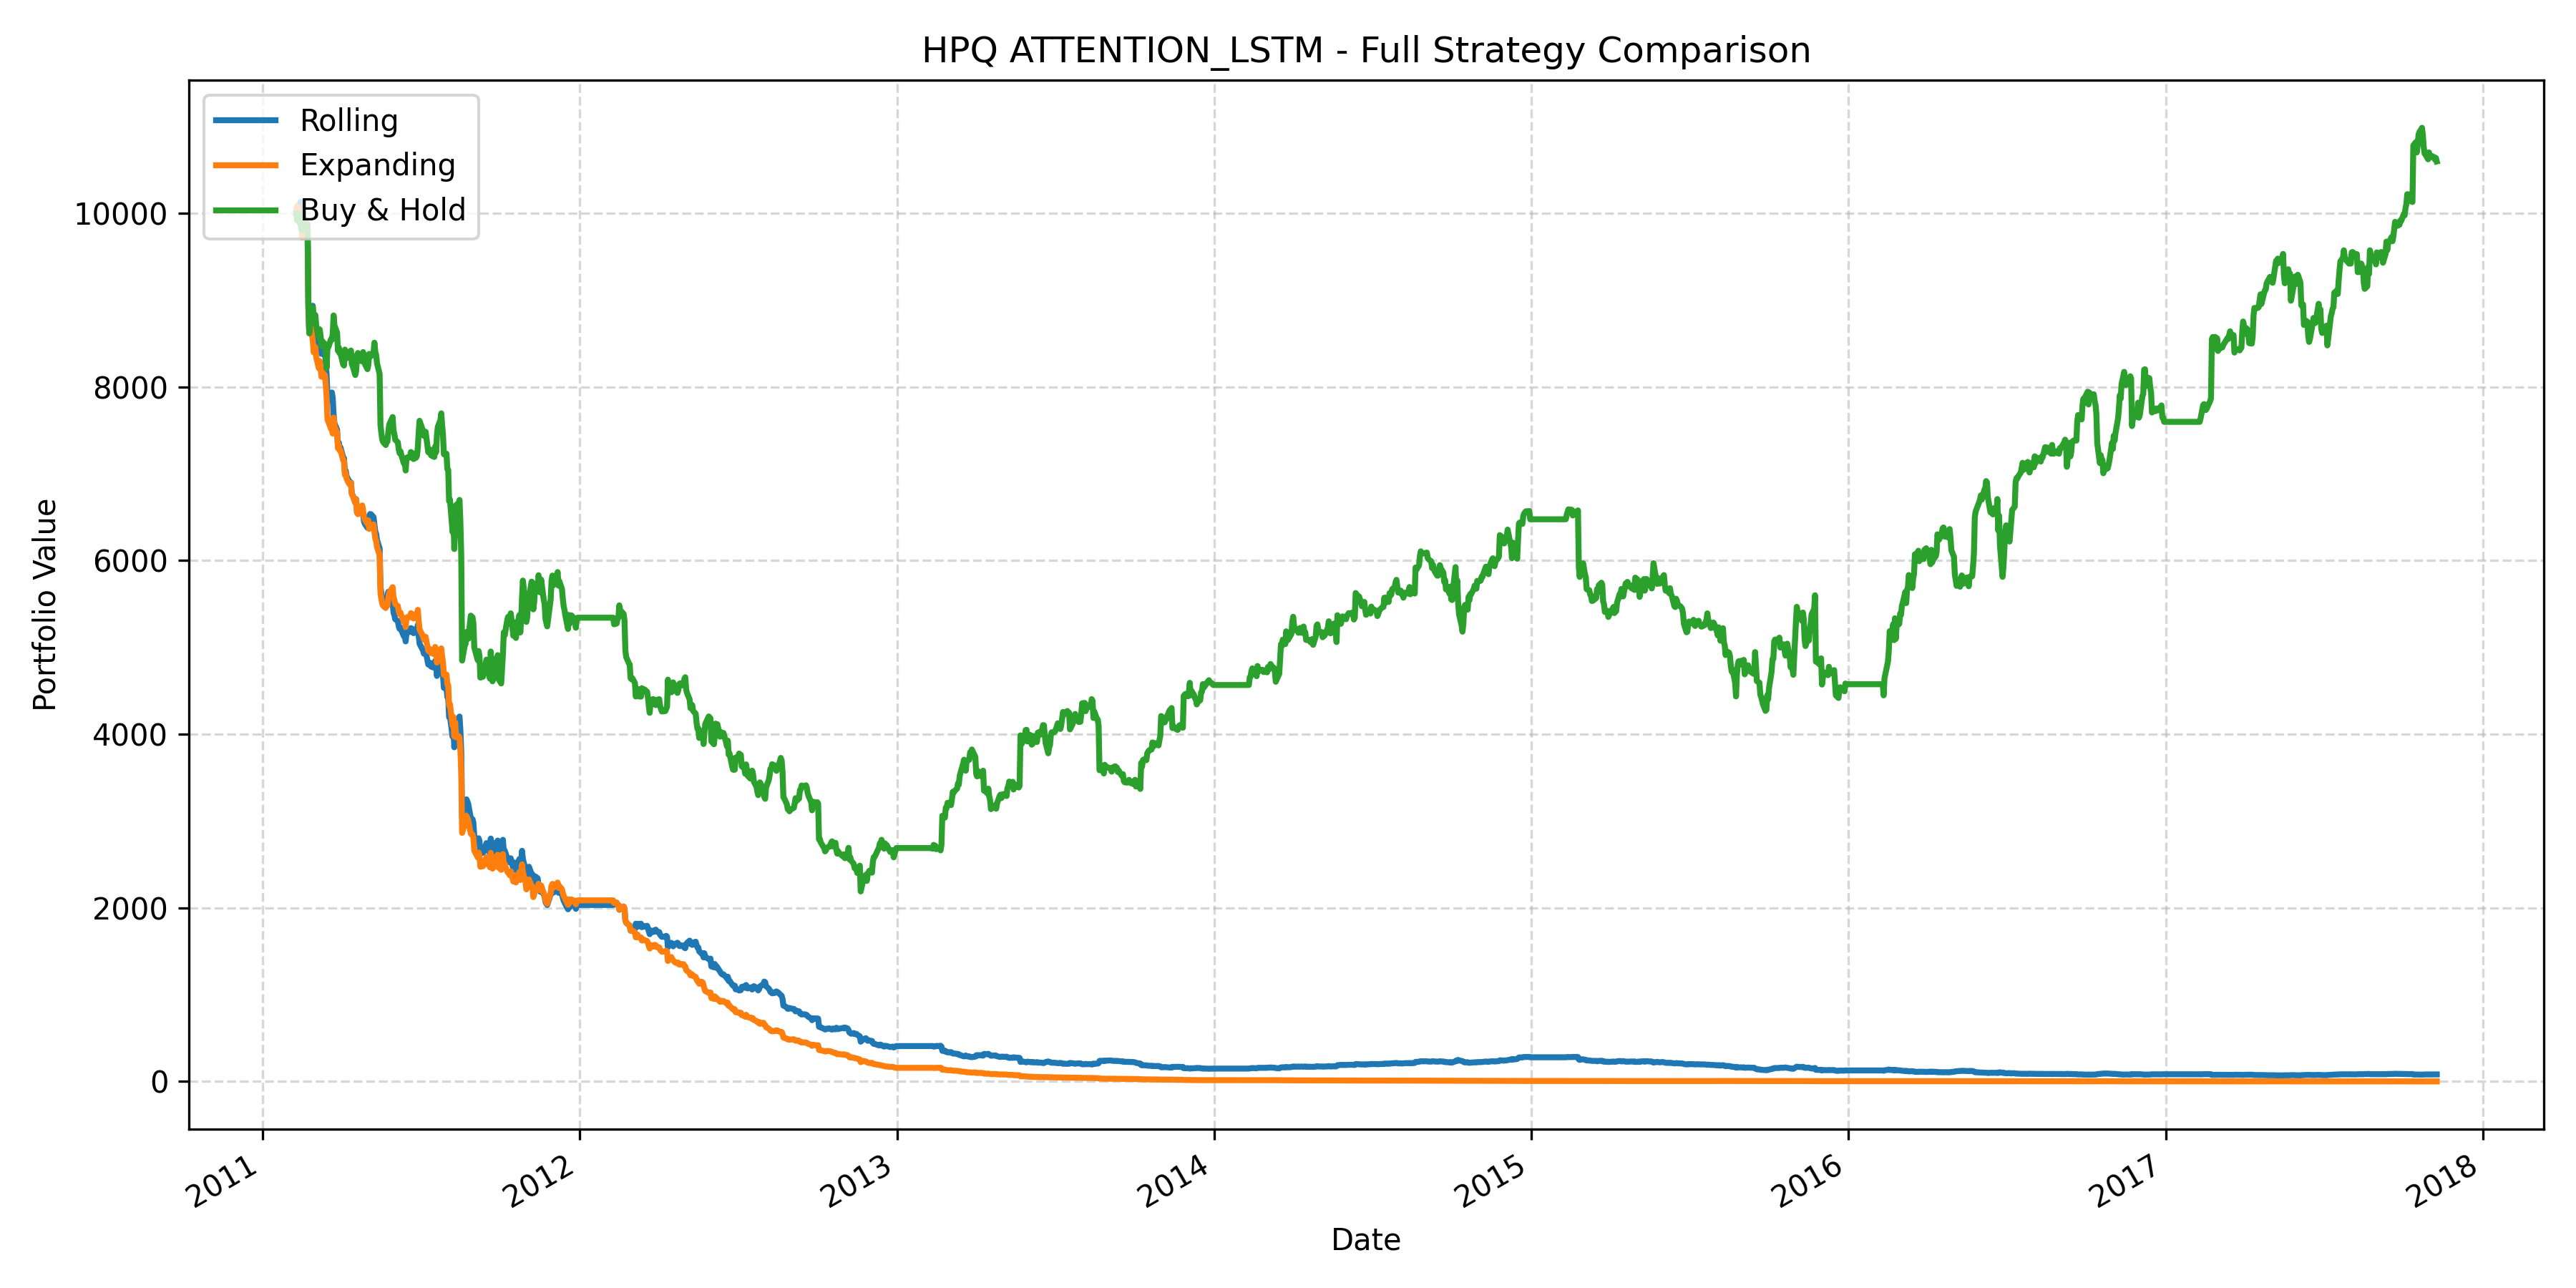 HPQ ATTENTION_LSTM - Full Strategy Comparison
Rolling
Expanding
Buy & Hold
Portfolio Value
10000
8000
6000
4000
2000
0
2011
2012
2013
2014
2015
2016
2017
2018
Date